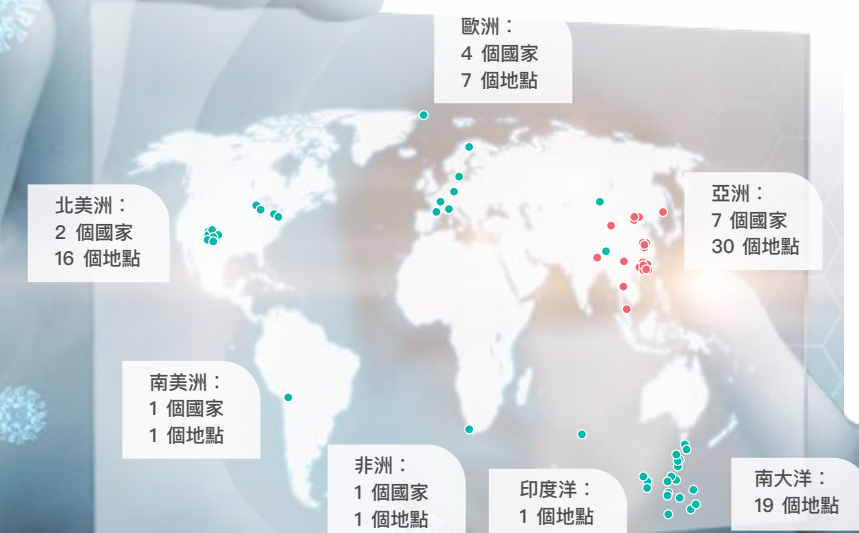 歐洲：
4 個國家
7 個地點
北美洲：
2 個國家
16 個地點
亞洲：
7 個國家
30 個地點
南美洲：
1 個國家
1 個地點
非洲：
1 個國家
1 個地點
印度洋：
1 個地點
南大洋：
19 個地點